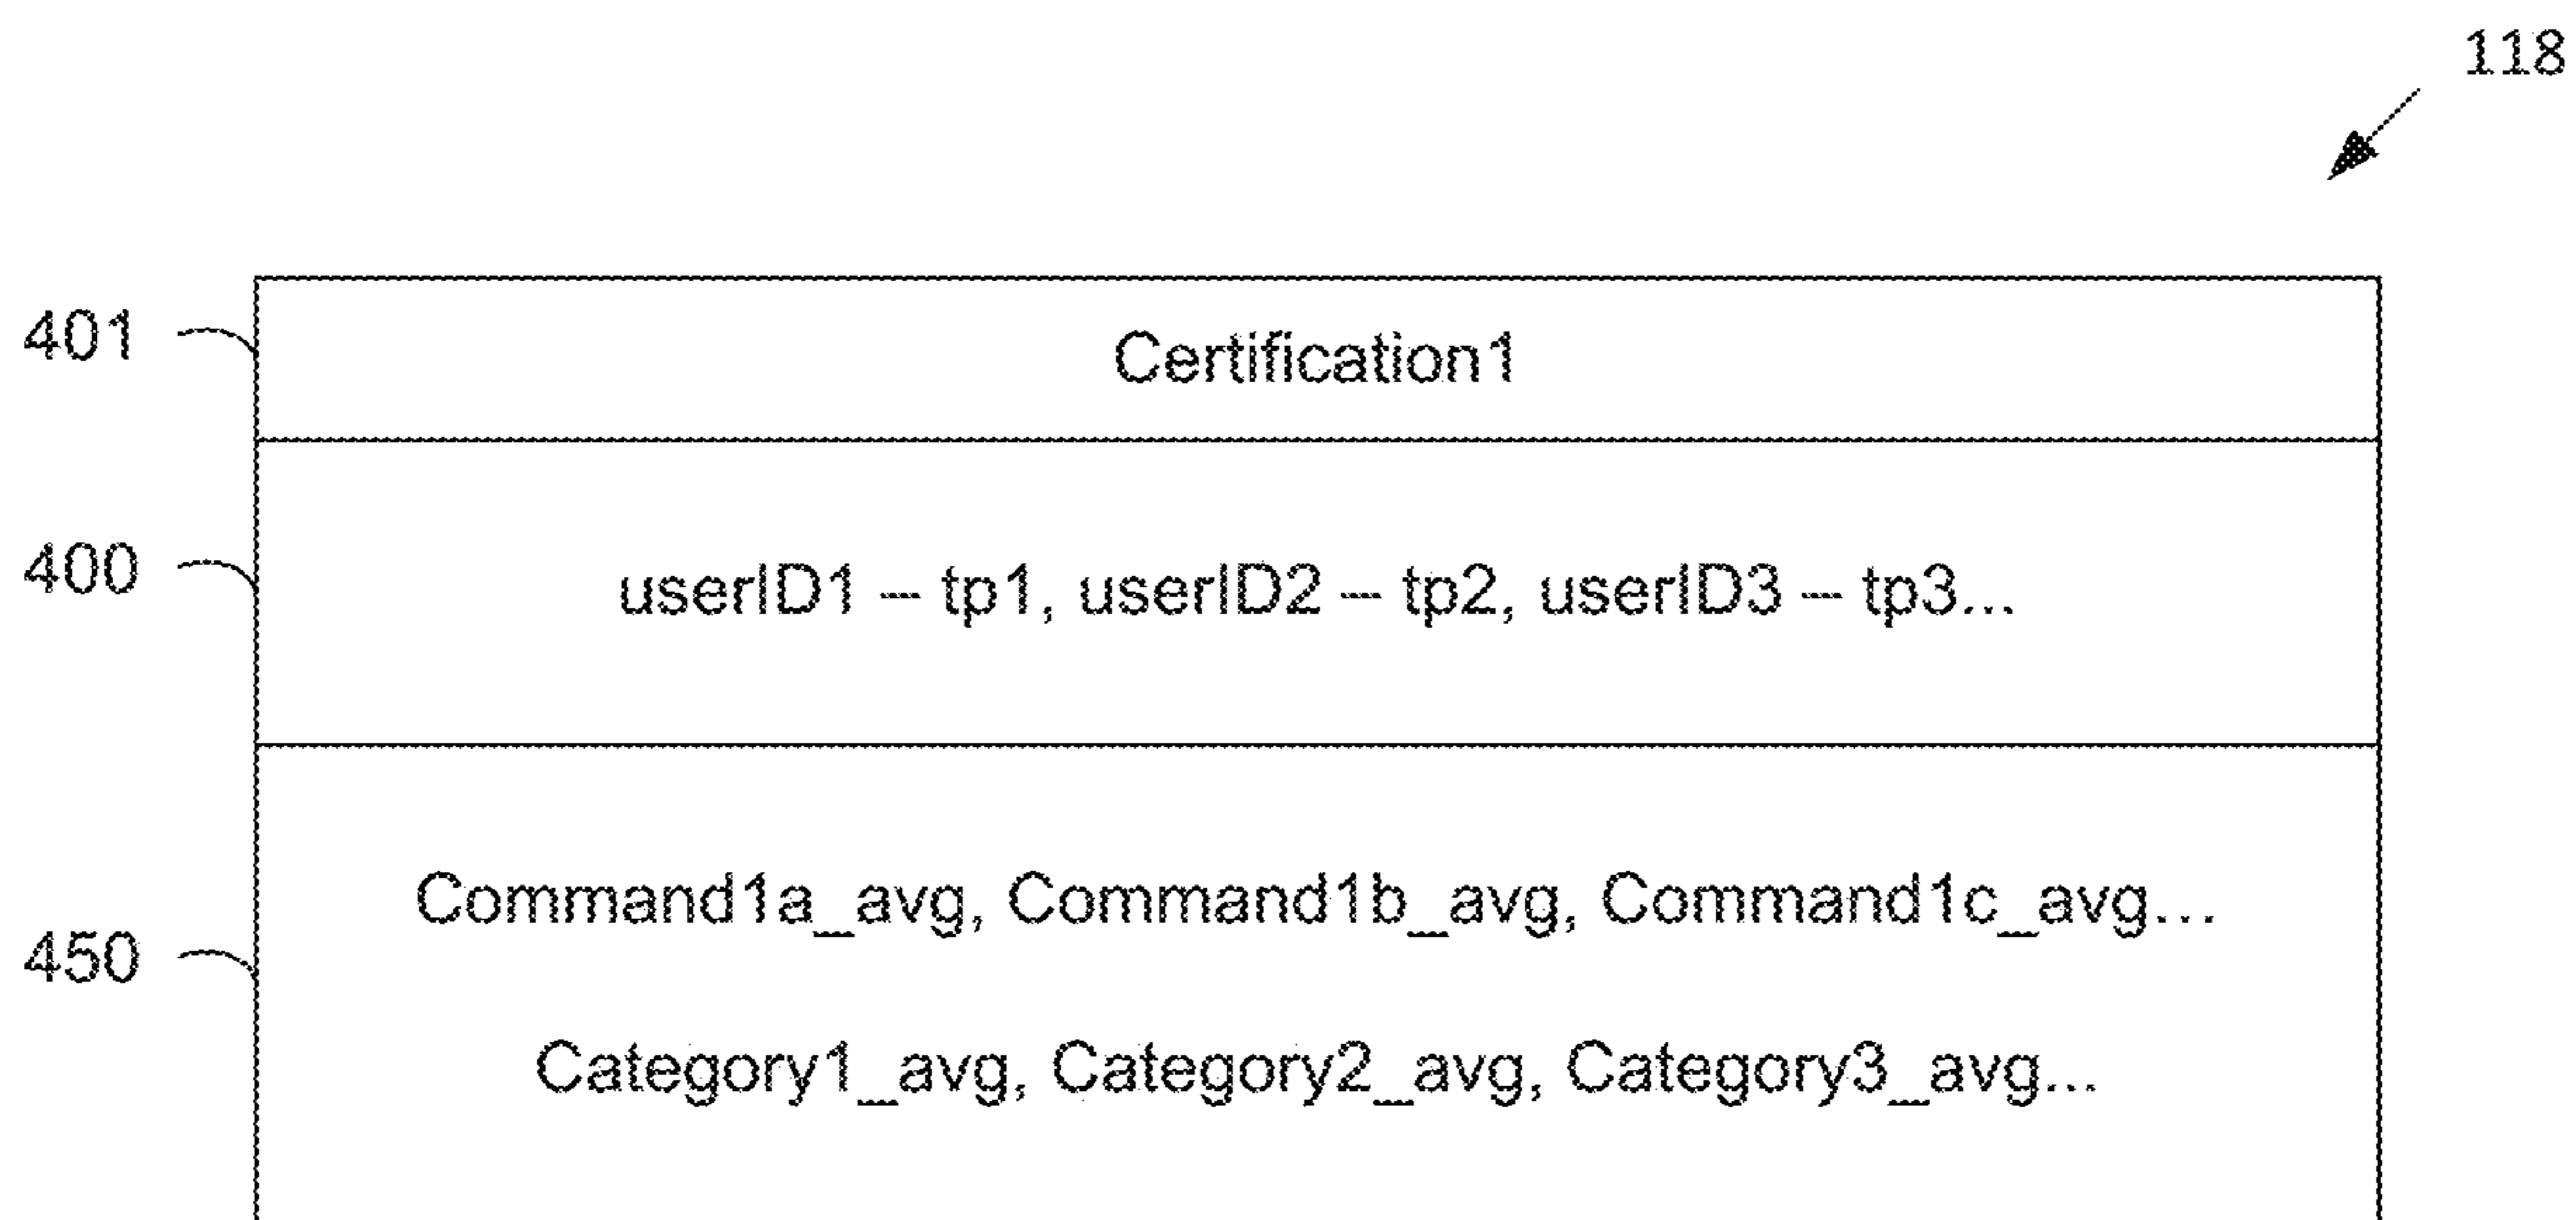 118
401 Certification1
400 userID1 – tp1, userID2 – tp2, userID3 – tp3...
Command1a_avg, Command1b_avg, Command1c_avg...
450
Category1_avg, Category2_avg, Category3_avg...